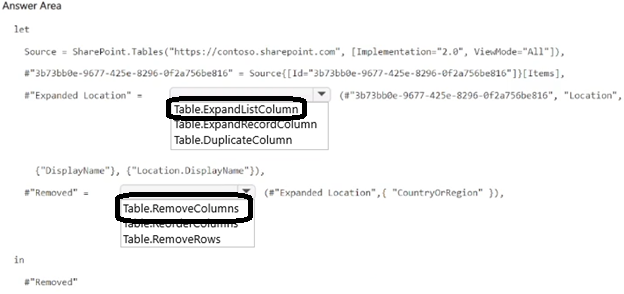 Answer Area
let
Source = SharePoint.Tables("https://contoso.sharepoint.com", [Implementation="2.0", ViewMode="All"]),
#"3b73bb0e-9677-425e-8296-0f2a756be816" = Source{[Id="3b73bb0e-9677-425e-8296-0f2a756be816"]}[Items],
#"Expanded Location" = (#"3b73bb0e-9677-425e-8296-0f2a756be816", "Location",
Table.ExpandListColumn
Table.ExpandRecordColumn
Table.DuplicateColumn
{"DisplayName"}, {"Location.DisplayName"}),
#"Removed" = (#"Expanded Location",{ "CountryOrRegion" }),
Table.RemoveColumns
Table.ReorderColumns
Table.RemoveRows
in
#"Removed"